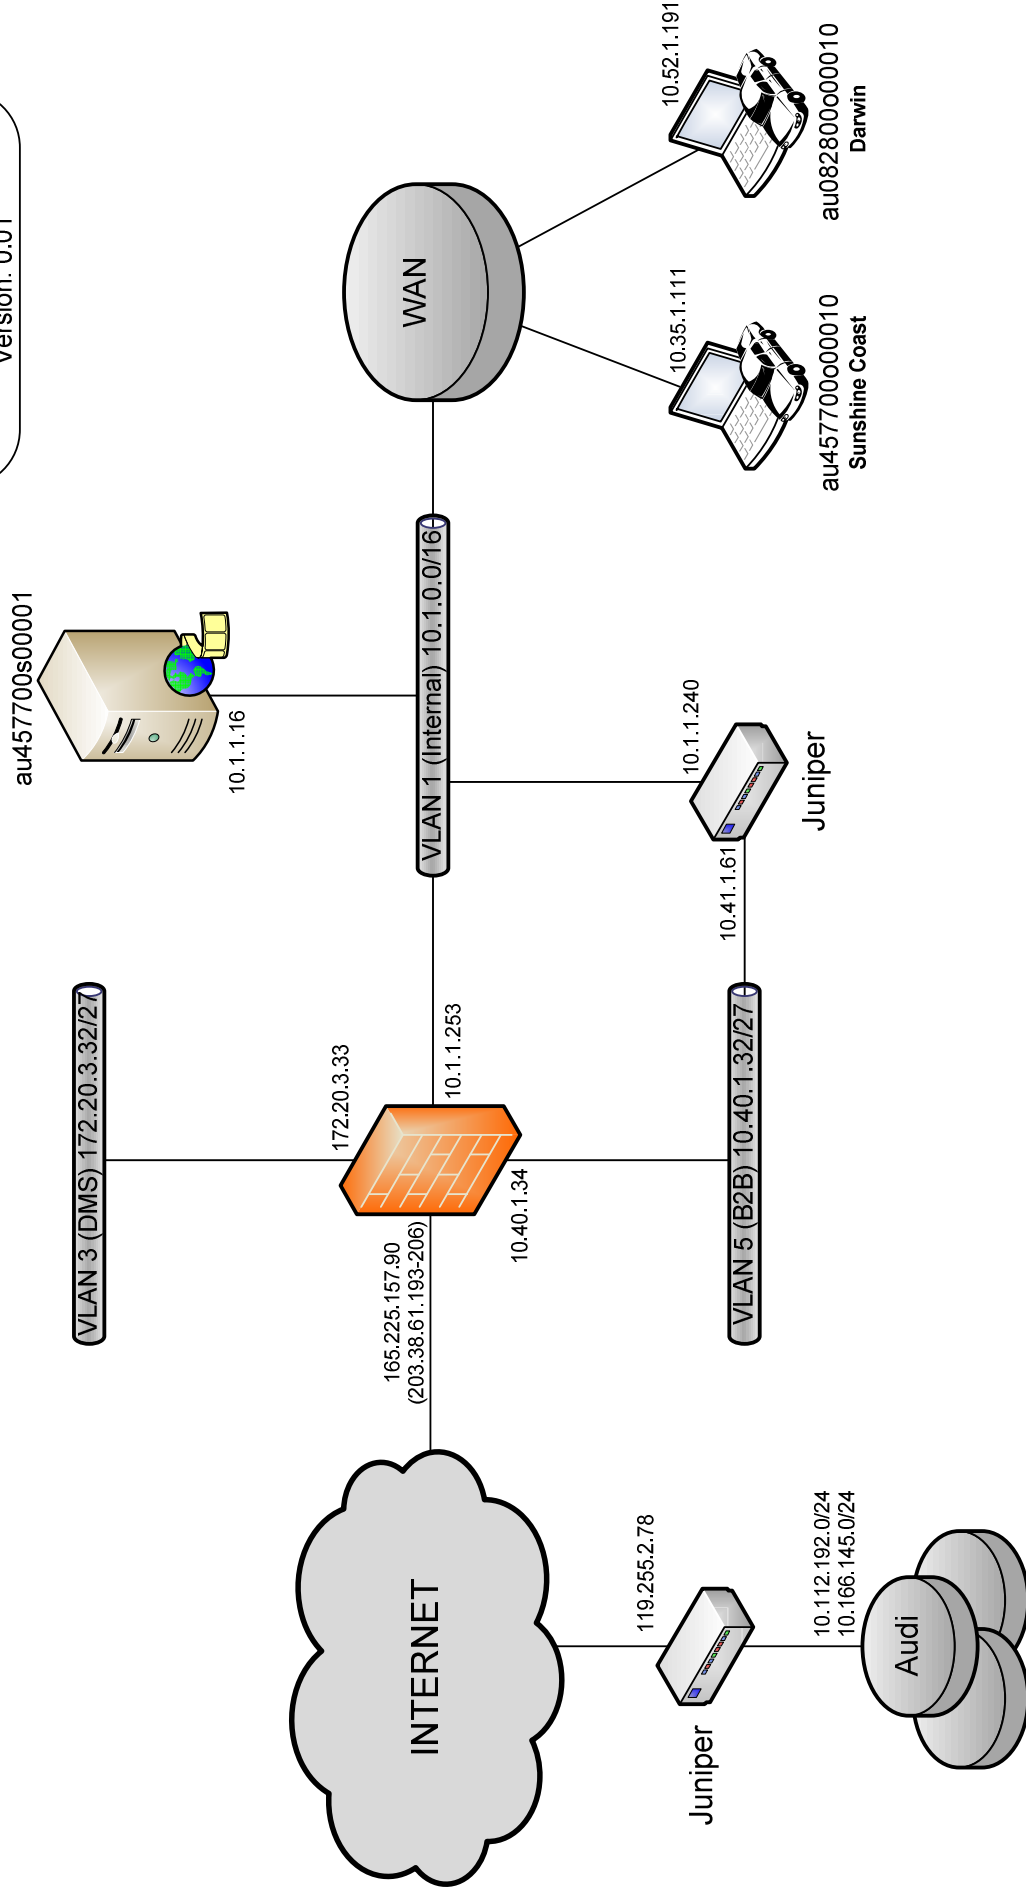 Version: 0.01
au457700s00001
10.1.1.16
VLAN 3 (DMS) 172.20.3.32/27
172.20.3.33
10.1.1.253
165.225.157.90
(203.38.61.193-206)
10.40.1.34
VLAN 1 (Internal) 10.1.0.0/16
WAN
10.52.1.191
au082800o00010
Darwin
10.35.1.111
au457700o00010
Sunshine Coast
10.1.1.240
Juniper
10.41.1.61
VLAN 5 (B2B) 10.40.1.32/27
INTERNET
119.255.2.78
Juniper
10.112.192.0/24
10.166.145.0/24
Audi